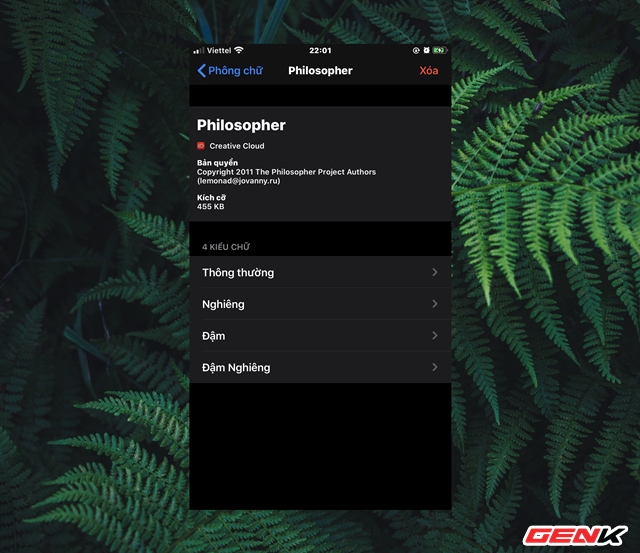 Viettel 22:01
Phông chữ Philosopher Xóa
Philosopher
Creative Cloud
Bản quyền
Copyright 2011 The Philosopher Project Authors
(lemonad@jovanny.ru)
Kích cỡ
455 KB
4 KIỂU CHỮ
Thông thường
Nghiêng
Đậm
Đậm Nghiêng
GENK